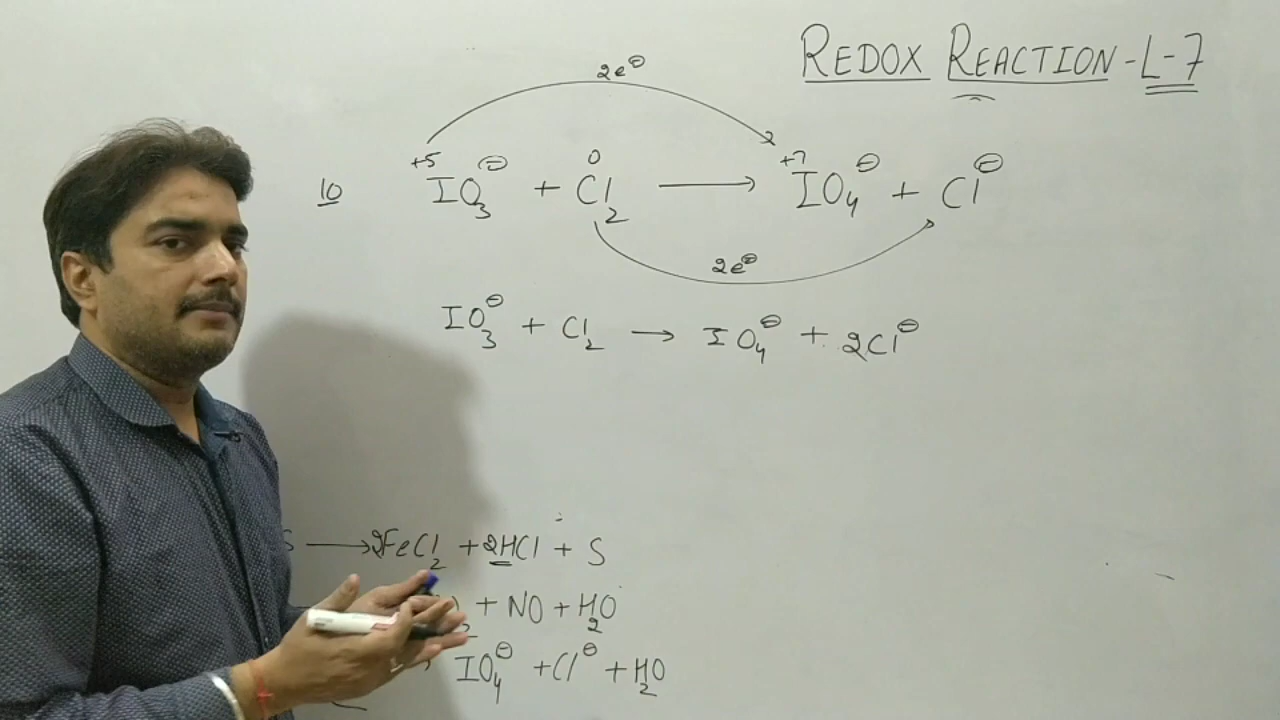 REDOX REACTION-L-7
2e⊖
+5 0 +7
10 IO₃⊖ + Cl₂ → IO₄⊖ + Cl⊖
2e⊖
IO₃⊖ + Cl₂ → IO₄⊖ + 2Cl⊖
S → 2FeCl₂ + 2HCl + S
+ NO + H₂O
IO₄⊖ + Cl⊖ + H₂O